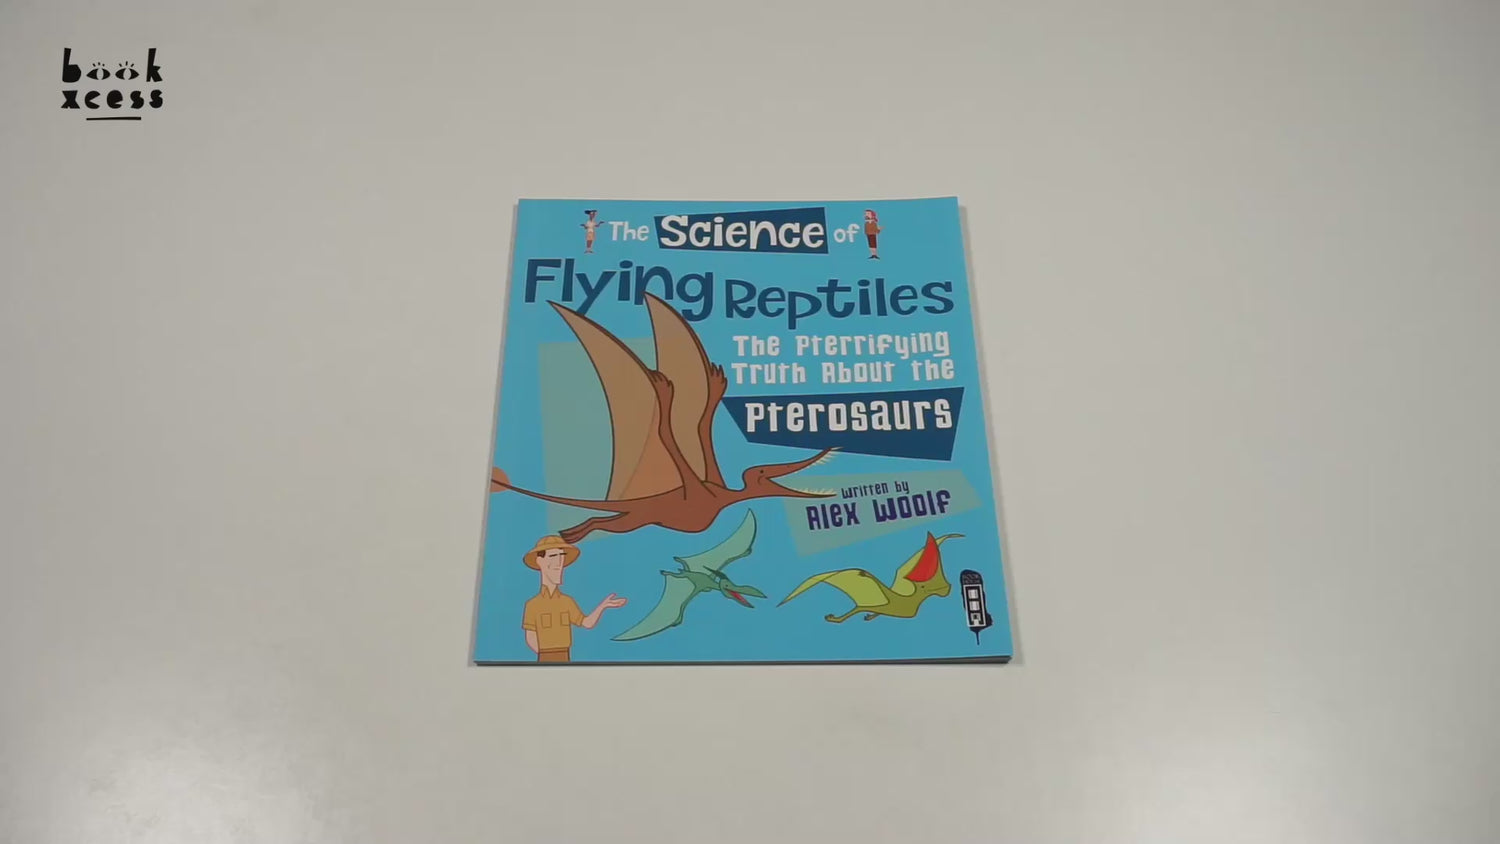 book
xcess
The Science of
Flying Reptiles
The Pterrifying
Truth About the
Pterosaurs
written by
Alex Woolf